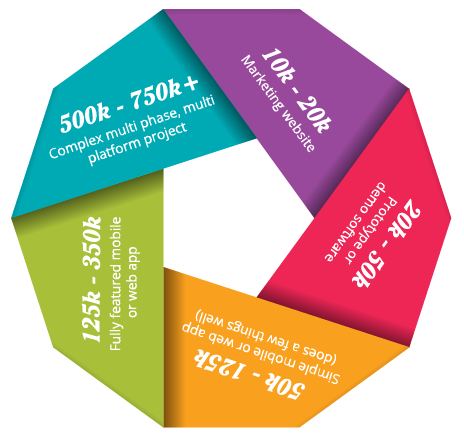 10k - 20k
Marketing website
20k - 50k
Prototype or
demo software
50k - 125k
Simple mobile or web app
(does a few things well)
125k - 350k
Fully featured mobile
or web app
500k - 750k+
Complex multi phase, multi
platform project